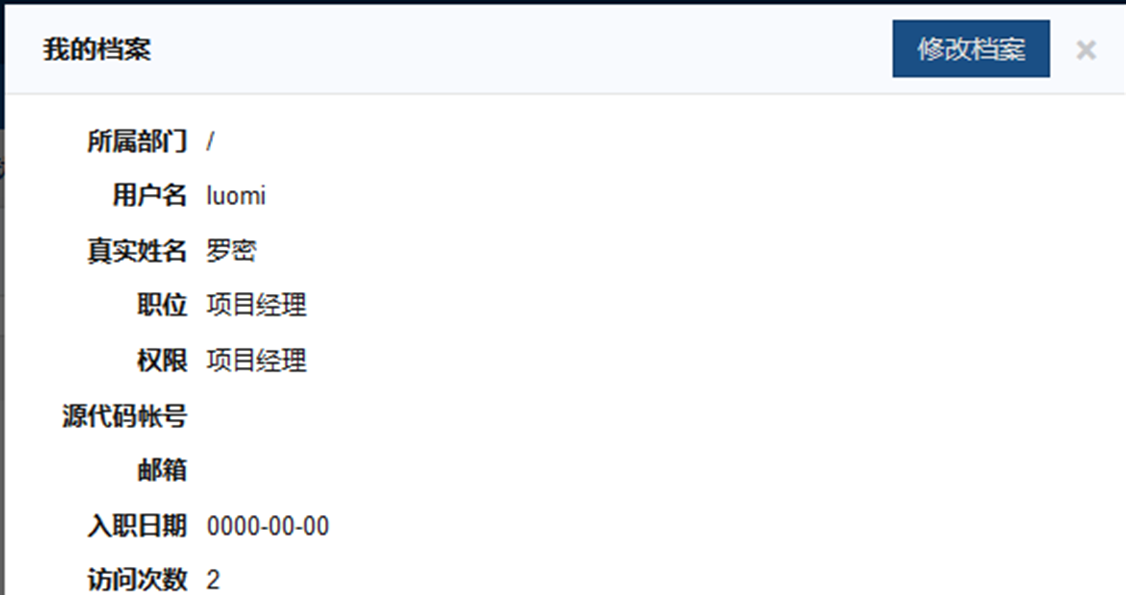 我的档案 修改档案 ×
所属部门 /
用户名 luomi
真实姓名 罗密
职位 项目经理
权限 项目经理
源代码帐号
邮箱
入职日期 0000-00-00
访问次数 2